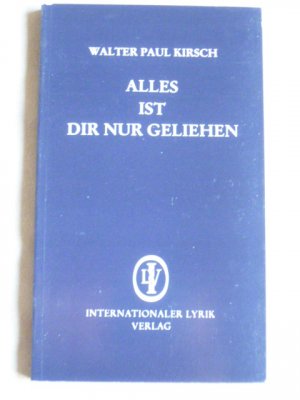 WALTER PAUL KIRSCH
ALLES
IST
DIR NUR GELIEHEN
INTERNATIONALER LYRIK
VERLAG